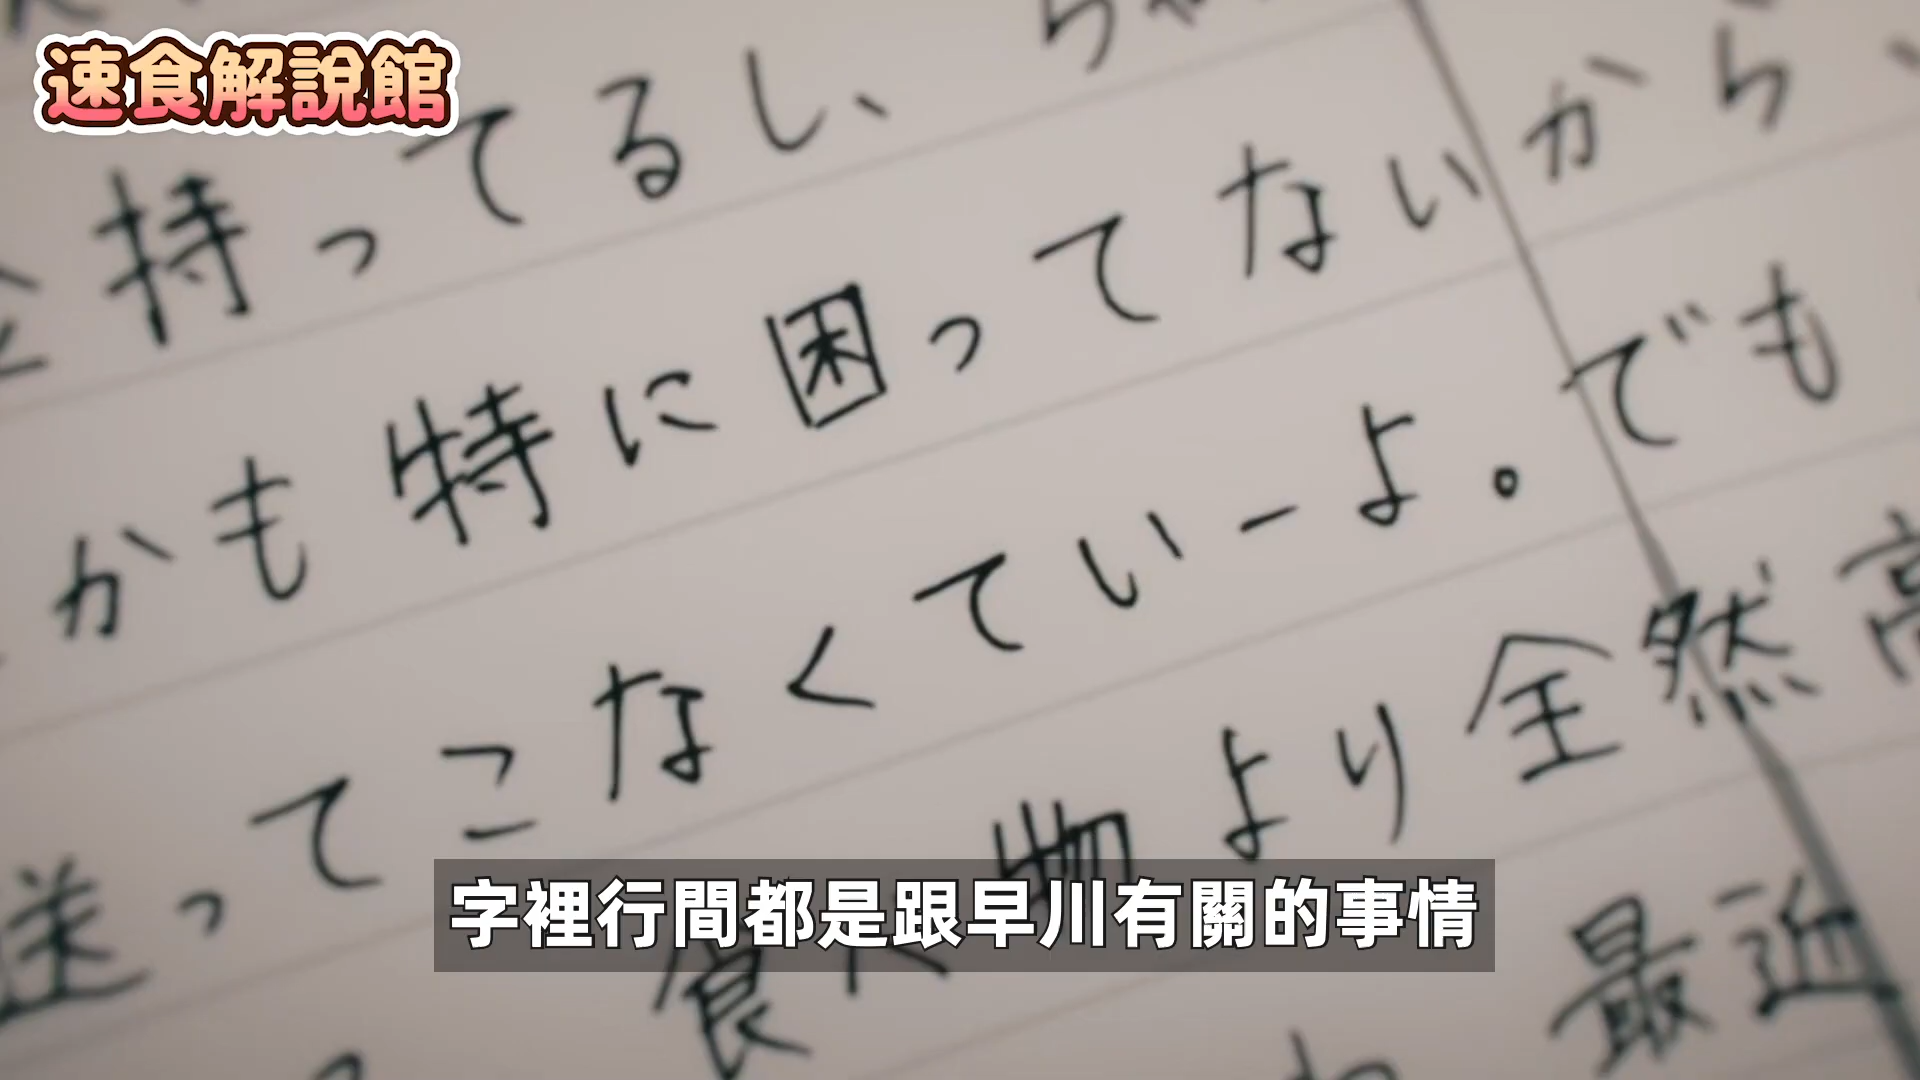 速食解説館
持ってるし、
かも特に困ってないから、
送ってこなくていーよ。でも
物より全然高
食べ
最近
字裡行間都是跟早川有關的事情